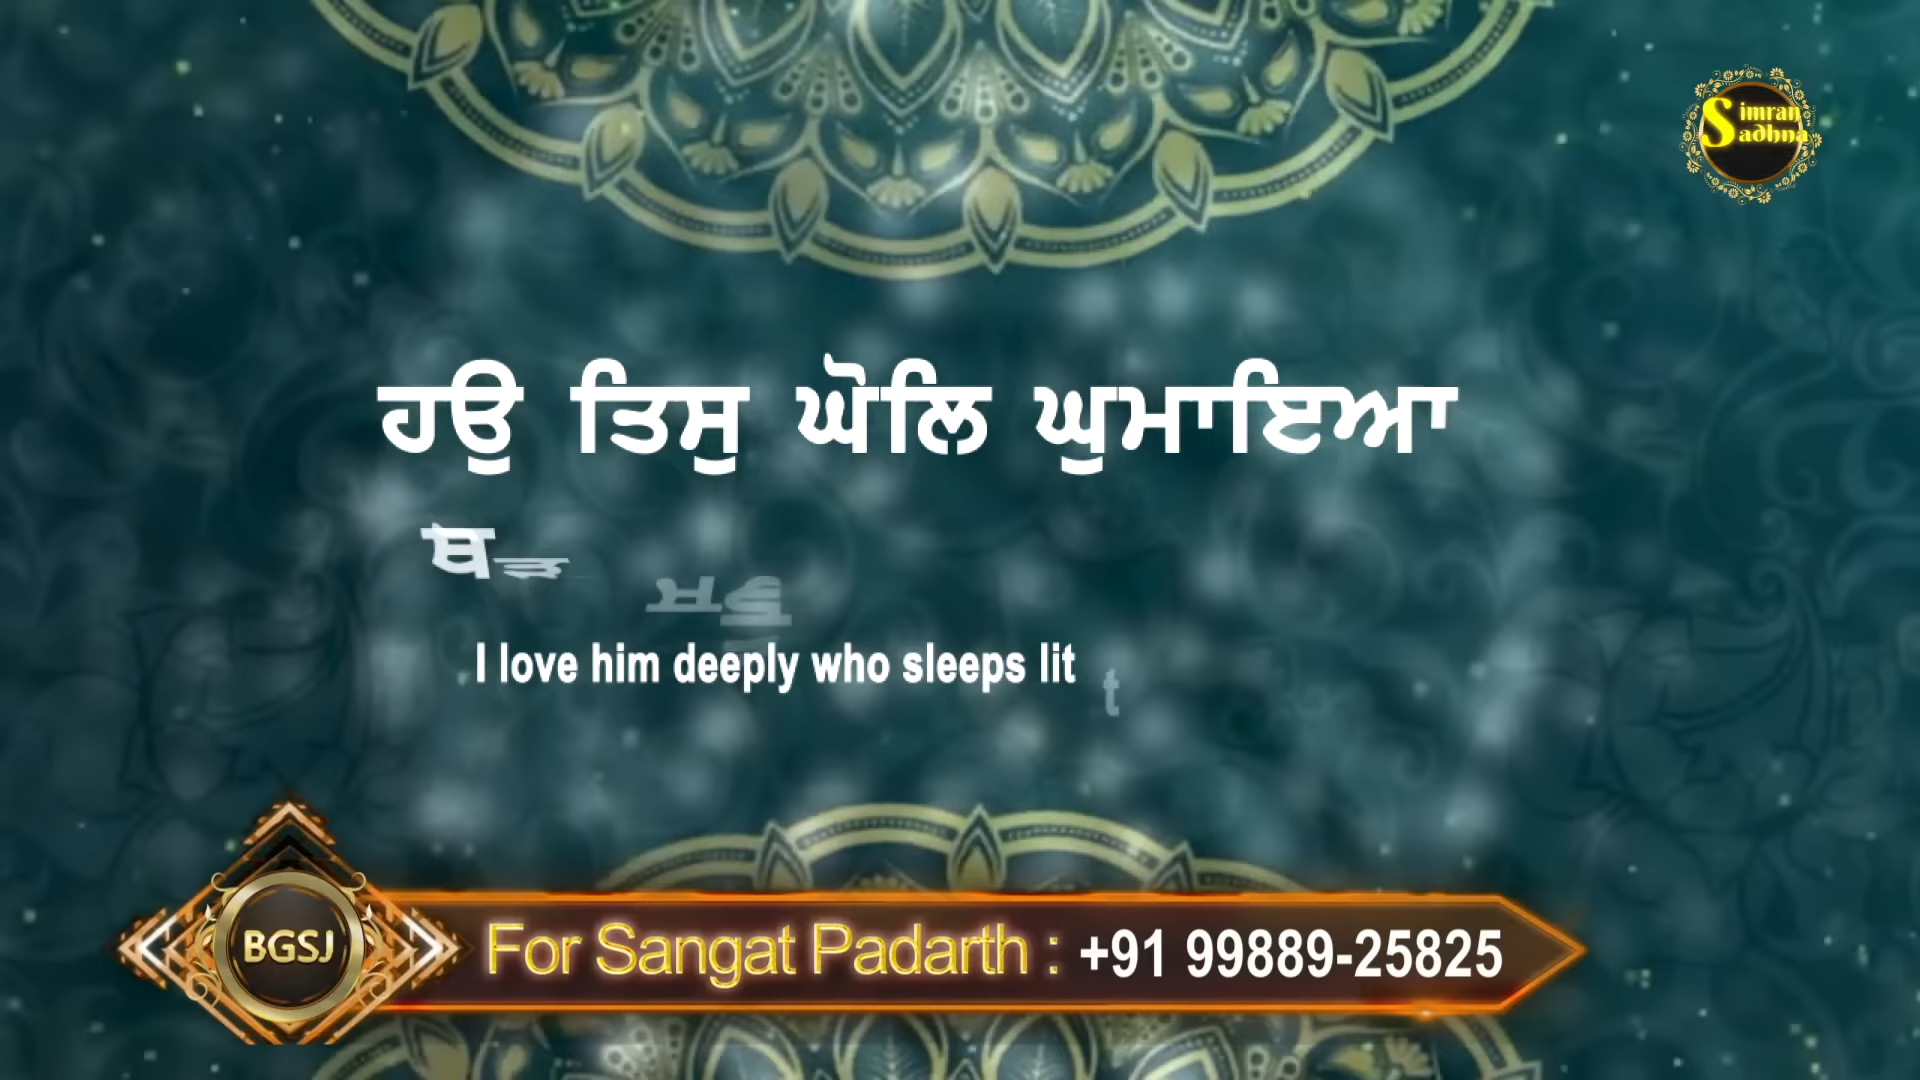 Simran
Sadhna
ਹਉ ਤਿਸੁ ਘੋਲਿ ਘੁਮਾਇਆ
I love him deeply who sleeps lit
BGSJ
For Sangat Padarth : +91 99889-25825